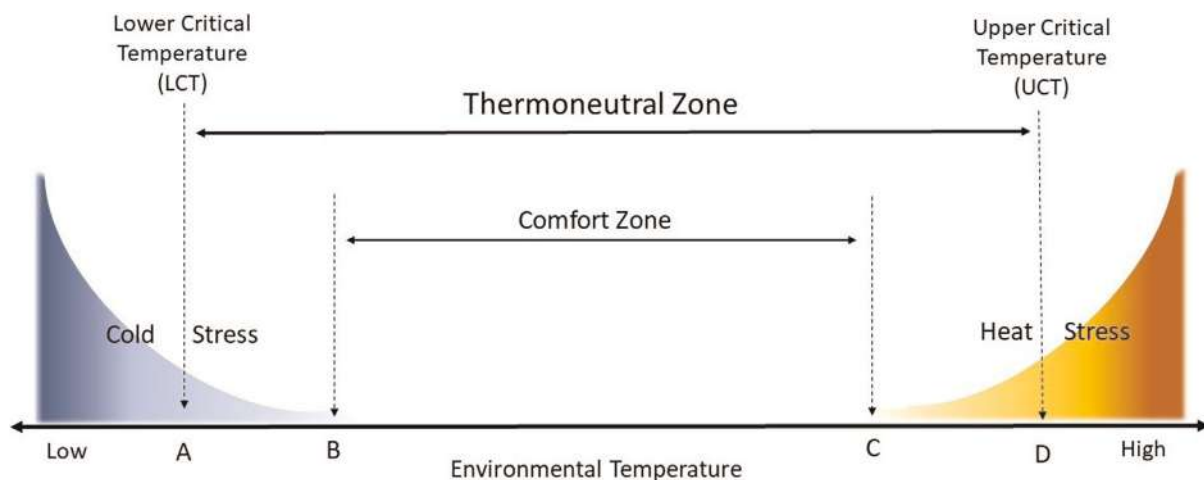 Lower Critical
Temperature
(LCT)
Upper Critical
Temperature
(UCT)
Thermoneutral Zone
Comfort Zone
Cold Stress
Heat Stress
Low
A
B
C
D
High
Environmental Temperature